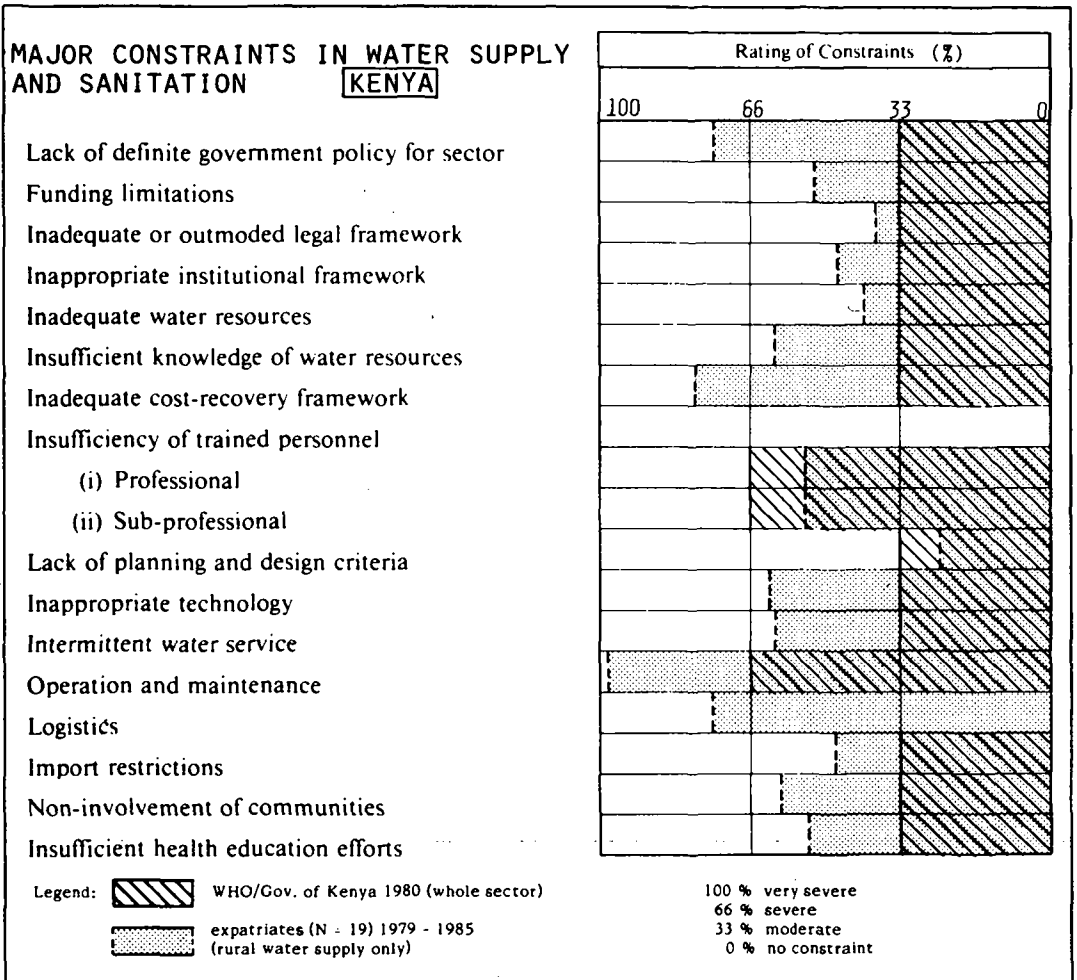 MAJOR CONSTRAINTS IN WATER SUPPLY
AND SANITATION KENYA
Rating of Constraints (%)
100 66 33 0
Lack of definite government policy for sector
Funding limitations
Inadequate or outmoded legal framework
Inappropriate institutional framework
Inadequate water resources
Insufficient knowledge of water resources
Inadequate cost-recovery framework
Insufficiency of trained personnel
(i) Professional
(ii) Sub-professional
Lack of planning and design criteria
Inappropriate technology
Intermittent water service
Operation and maintenance
Logistics
Import restrictions
Non-involvement of communities
Insufficient health education efforts
Legend: WHO/Gov. of Kenya 1980 (whole sector)
expatriates (N = 19) 1979 - 1985
(rural water supply only)
100 % very severe
66 % severe
33 % moderate
0 % no constraint